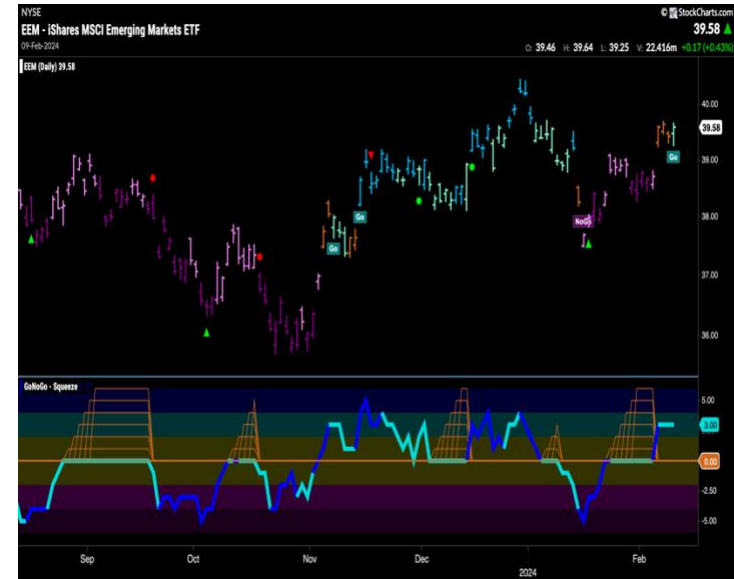 NYSE
© StockCharts.com
EEM - iShares MSCI Emerging Markets ETF
39.58
09-Feb-2024
O: 39.46 H: 39.64 L: 39.25 V: 22.416m +0.17 (+0.43%)
EEM (Daily) 39.58
40.00
39.58
39.00
Go
38.00
Go
NoGo
Go
37.00
36.00
GoNoGo - Squeeze
5.00
3.00
0.00
-2.50
-5.00
Sep Oct Nov Dec 2024 Feb